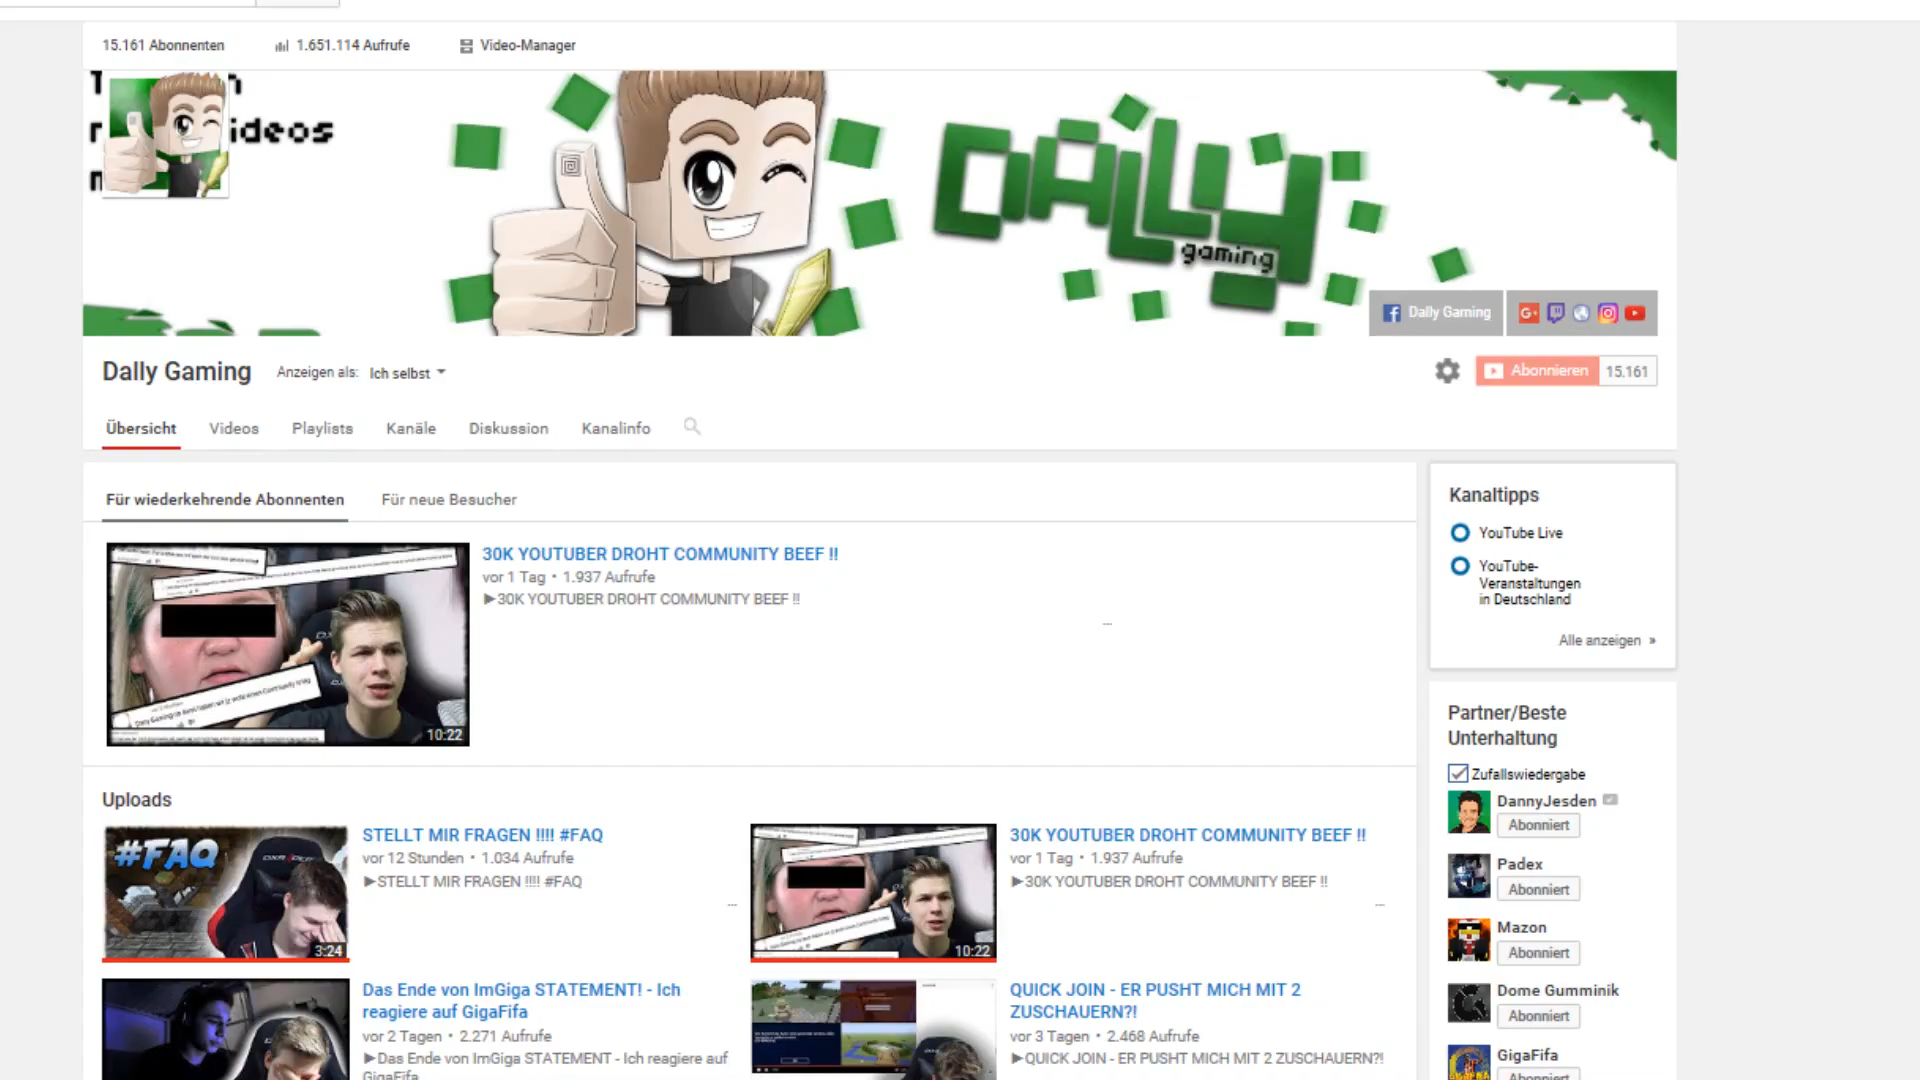 15.161 Abonnenten
1.651.114 Aufrufe
Video-Manager
ideos
DALLY
gaming
Dally Gaming
Dally Gaming
Anzeigen als: Ich selbst
Abonnieren 15.161
Übersicht
Videos
Playlists
Kanäle
Diskussion
Kanalinfo
Für wiederkehrende Abonnenten
Für neue Besucher
30K YOUTUBER DROHT COMMUNITY BEEF !!
vor 1 Tag • 1.937 Aufrufe
►30K YOUTUBER DROHT COMMUNITY BEEF !!
...
10:22
Uploads
#FAQ
3:24
STELLT MIR FRAGEN !!!! #FAQ
vor 12 Stunden • 1.034 Aufrufe
►STELLT MIR FRAGEN !!!! #FAQ
...
10:22
30K YOUTUBER DROHT COMMUNITY BEEF !!
vor 1 Tag • 1.937 Aufrufe
►30K YOUTUBER DROHT COMMUNITY BEEF !!
...
Das Ende von ImGiga STATEMENT! - Ich
reagiere auf GigaFifa
vor 2 Tagen • 2.271 Aufrufe
►Das Ende von ImGiga STATEMENT - Ich reagiere auf
GigaFifa
QUICK JOIN - ER PUSHT MICH MIT 2
ZUSCHAUERN?!
vor 3 Tagen • 2.468 Aufrufe
►QUICK JOIN - ER PUSHT MICH MIT 2 ZUSCHAUERN?!
Kanaltipps
YouTube Live
YouTube-
Veranstaltungen
in Deutschland
Alle anzeigen »
Partner/Beste
Unterhaltung
Zufallswiedergabe
DannyJesden
Abonniert
Padex
Abonniert
Mazon
Abonniert
Dome Gumminik
Abonniert
GigaFifa
Abonniert